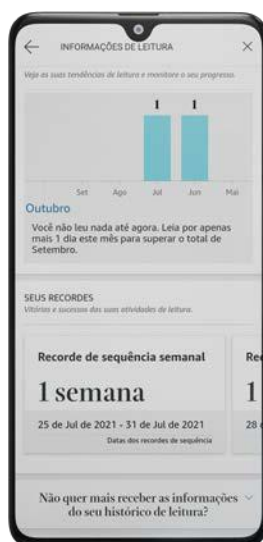 INFORMAÇÕES DE LEITURA
Veja as suas tendências de leitura e monitore o seu progresso.
1 1
Set Ago Jul Jun Mai
Outubro
Você não leu nada até agora. Leia por apenas
mais 1 dia este mês para superar o total de
Setembro.
SEUS RECORDES
Vitórias e sucessos das suas atividades de leitura.
Recorde de sequência semanal
1 semana
25 de Jul de 2021 - 31 de Jul de 2021
Datas dos recordes de sequência
Re
1
28
Não quer mais receber as informações
do seu histórico de leitura?